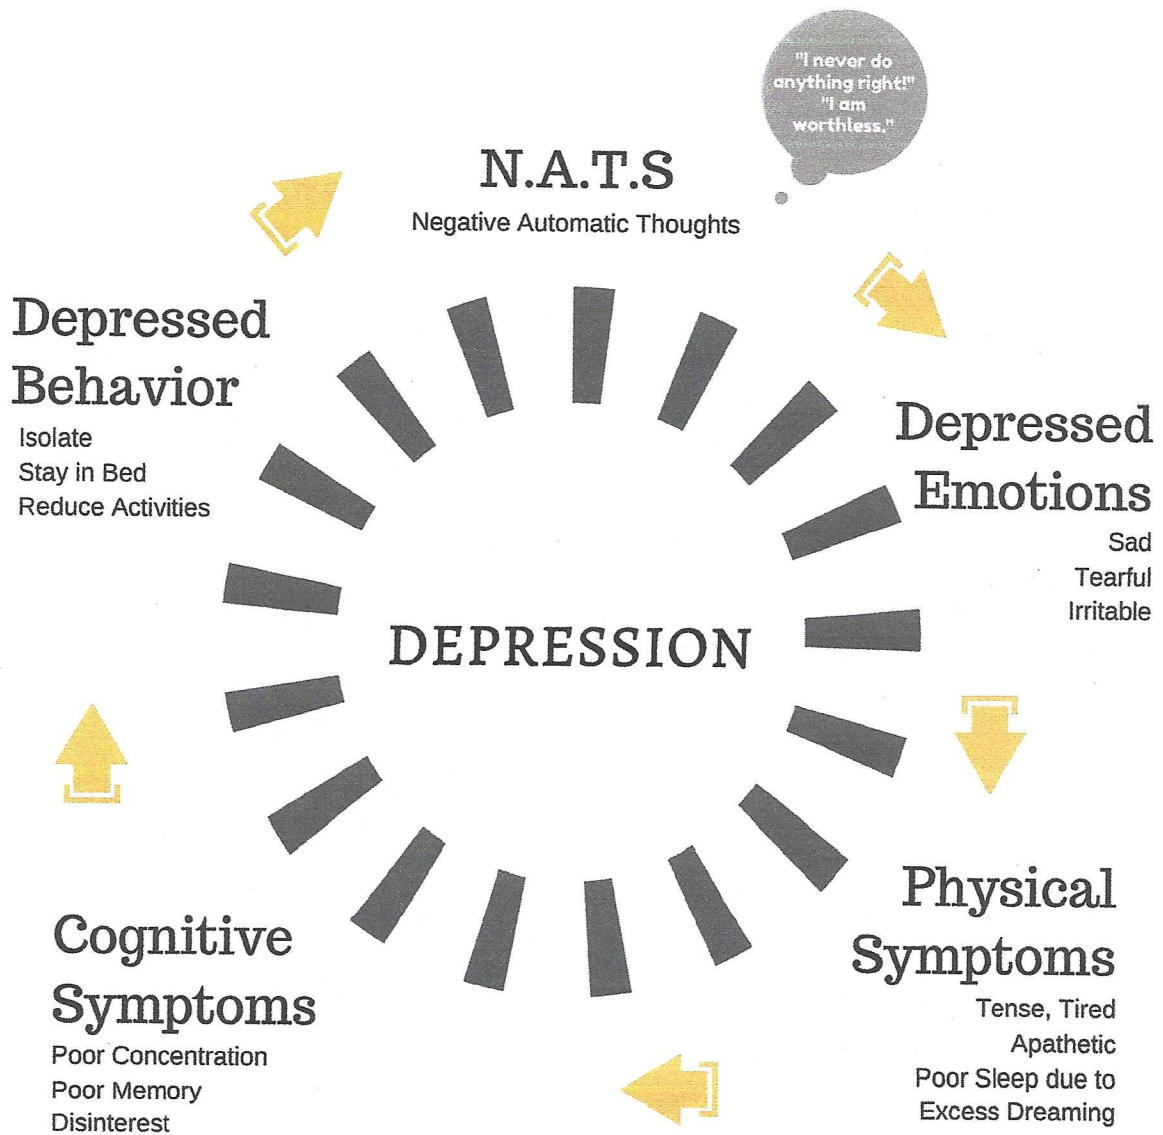 "I never do
anything right!"
"I am
worthless."
N.A.T.S
Negative Automatic Thoughts
Depressed
Emotions
Sad
Tearful
Irritable
Physical
Symptoms
Tense, Tired
Apathetic
Poor Sleep due to
Excess Dreaming
Cognitive
Symptoms
Poor Concentration
Poor Memory
Disinterest
Depressed
Behavior
Isolate
Stay in Bed
Reduce Activities
DEPRESSION